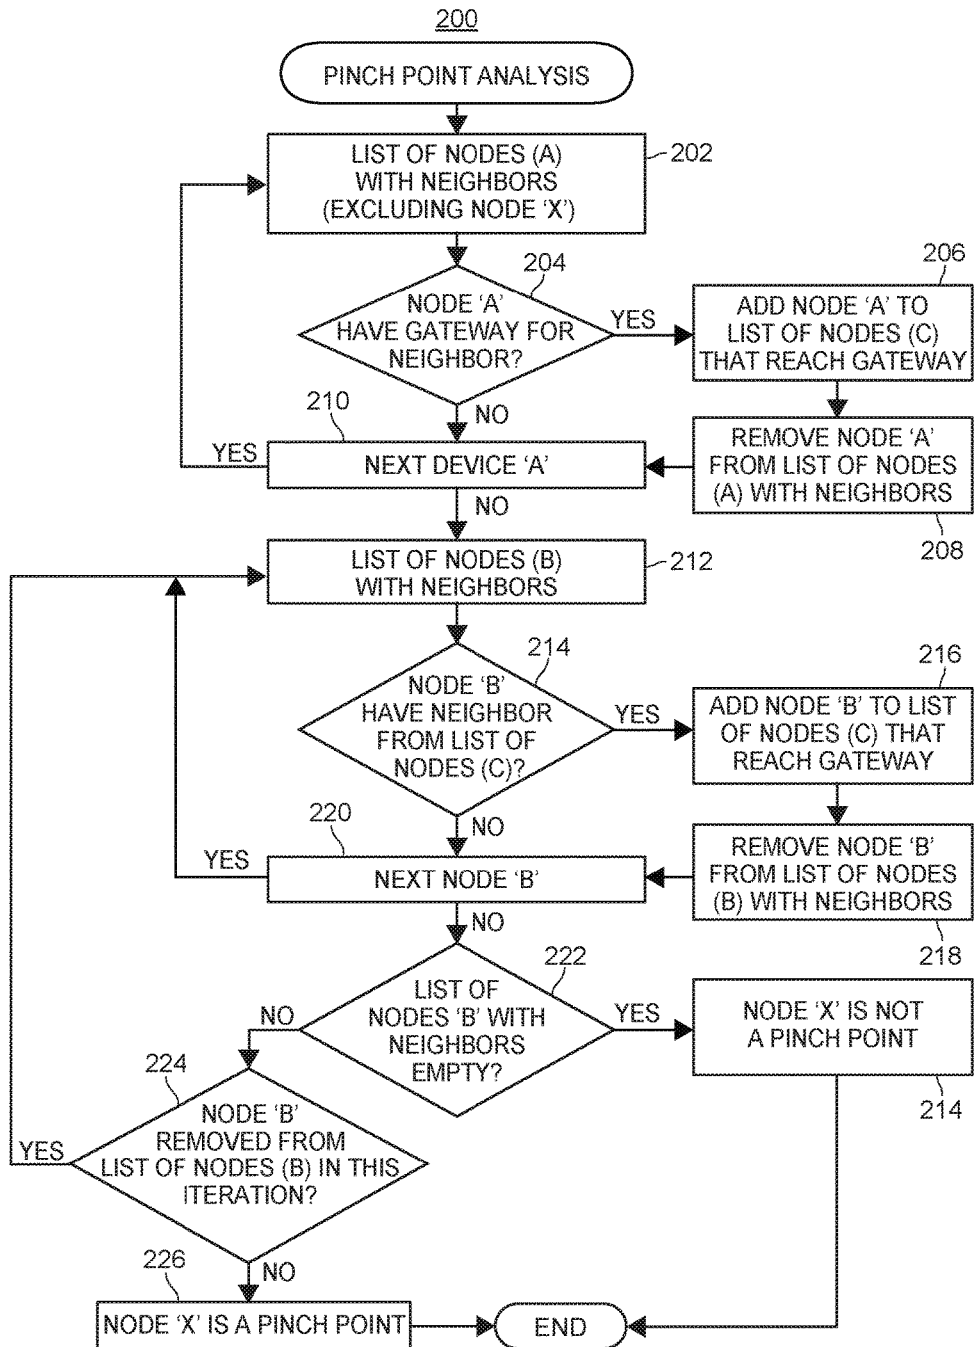 200
PINCH POINT ANALYSIS
LIST OF NODES (A)
WITH NEIGHBORS
(EXCLUDING NODE ‘X’)
202
204
NODE ‘A’
HAVE GATEWAY FOR
NEIGHBOR?
YES
206
ADD NODE ‘A’ TO
LIST OF NODES (C)
THAT REACH GATEWAY
NO
210
YES
NEXT DEVICE ‘A’
REMOVE NODE ‘A’
FROM LIST OF NODES
(A) WITH NEIGHBORS
208
NO
LIST OF NODES (B)
WITH NEIGHBORS
212
214
NODE ‘B’
HAVE NEIGHBOR
FROM LIST OF
NODES (C)?
YES
216
ADD NODE ‘B’ TO LIST
OF NODES (C) THAT
REACH GATEWAY
NO
220
YES
NEXT NODE ‘B’
REMOVE NODE ‘B’
FROM LIST OF NODES
(B) WITH NEIGHBORS
218
NO
222
LIST OF
NODES ‘B’ WITH
NEIGHBORS
EMPTY?
YES
NODE ‘X’ IS NOT
A PINCH POINT
214
NO
224
NODE ‘B’
REMOVED FROM
LIST OF NODES (B) IN THIS
ITERATION?
YES
NO
226
NODE ‘X’ IS A PINCH POINT
END